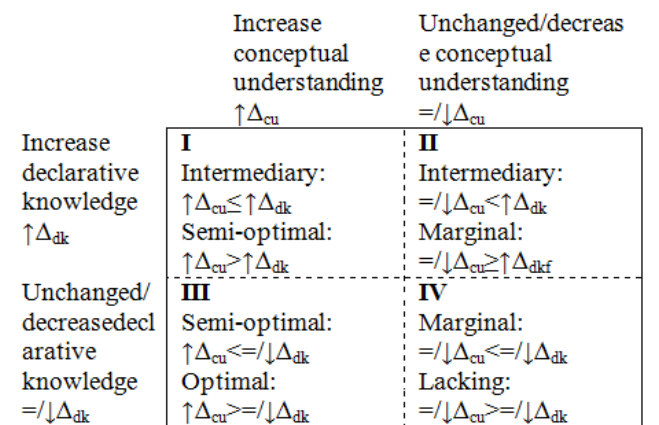 Increase
conceptual
understanding
↑Δcu
Unchanged/decreas
e conceptual
understanding
=/↓Δcu
Increase
declarative
knowledge
↑Δdk
I
Intermediary:
↑Δcu≤↑Δdk
Semi-optimal:
↑Δcu>↑Δdk
II
Intermediary:
=/↓Δcu<↑Δdk
Marginal:
=/↓Δcu≥↑Δdkf
Unchanged/
decreasedecl
arative
knowledge
=/↓Δdk
III
Semi-optimal:
↑Δcu<=/↓Δdk
Optimal:
↑Δcu>=/↓Δdk
IV
Marginal:
=/↓Δcu<=/↓Δdk
Lacking:
=/↓Δcu>=/↓Δdk